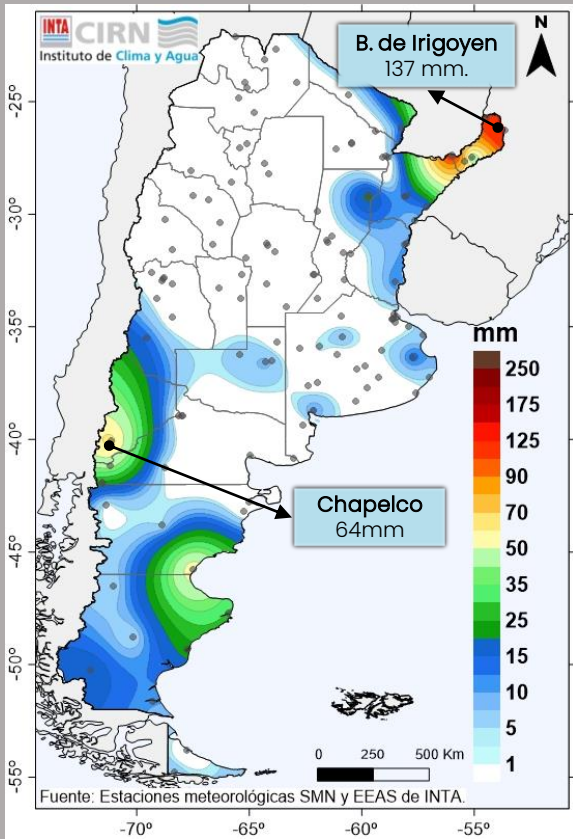 INTA
CIRN
Instituto de Clima y Agua
B. de Irigoyen
137 mm.
N
-25°
-30°
-35°
-40°
-45°
-50°
-55°
mm
250
175
125
90
70
50
35
25
15
10
5
1
Chapelco
64mm
0 250 500 Km
Fuente: Estaciones meteorológicas SMN y EEAS de INTA.
-70° -65° -60° -55°